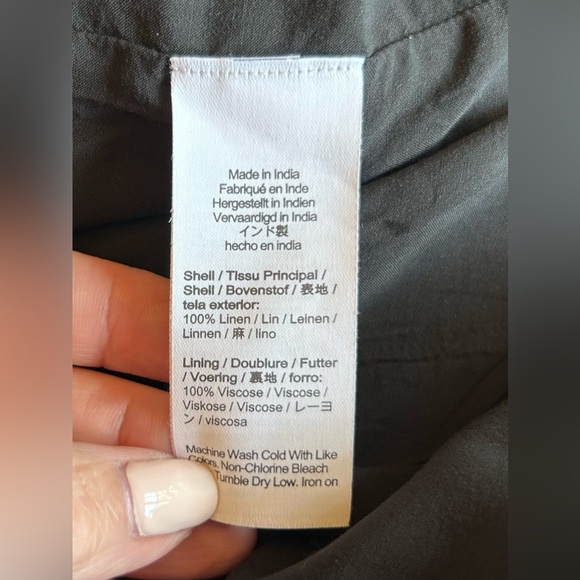 Made in India
Fabriqué en Inde
Hergestellt in Indien
Vervaardigd in India
インド製
hecho en india
Shell / Tissu Principal /
Shell / Bovenstof / 表地 /
tela exterior:
100% Linen / Lin / Leinen /
Linnen / 麻 / lino
Lining / Doublure / Futter
/ Voering / 裏地 / forro:
100% Viscose / Viscose /
Viskose / Viscose / レーヨ
ン / viscosa
Machine Wash Cold With Like
Colors. Non-Chlorine Bleach
Tumble Dry Low. Iron on